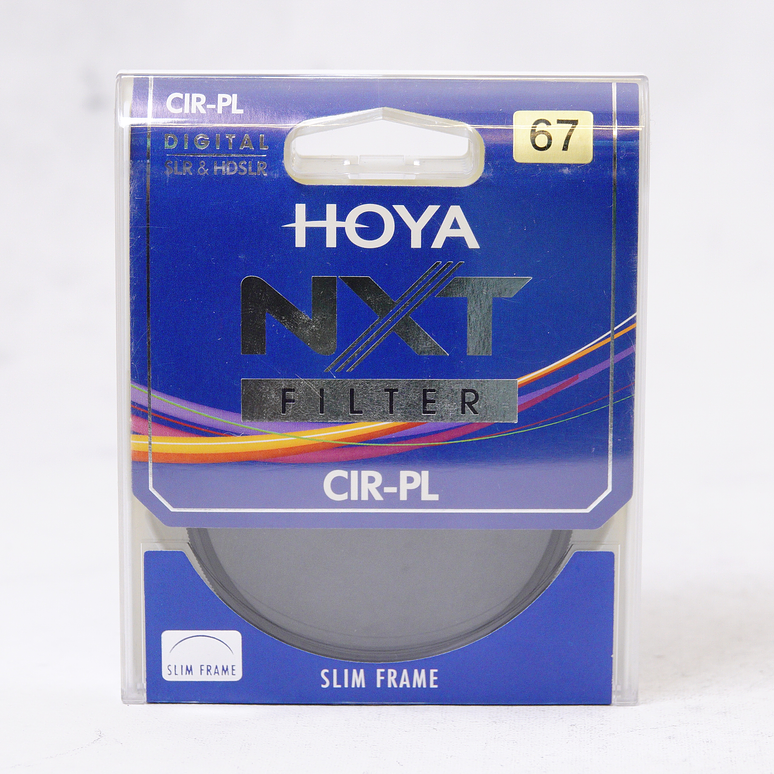 CIR-PL
DIGITAL
SLR & HDSLR
67
HOYA
NXT
FILTER
CIR-PL
SLIM FRAME
SLIM FRAME